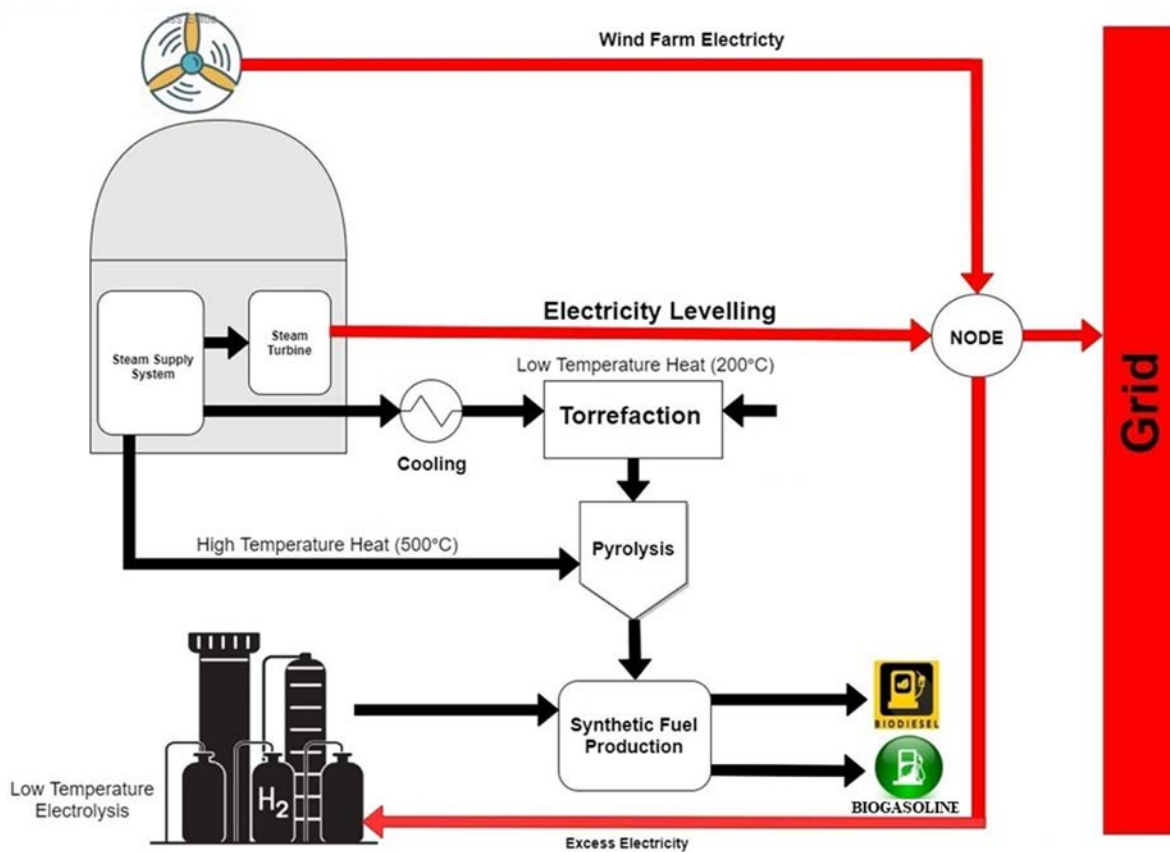 Wind Farm Electricty
Steam Supply
System
Steam
Turbine
Electricity Levelling
NODE
Grid
Low Temperature Heat (200°C)
Torrefaction
Cooling
High Temperature Heat (500°C)
Pyrolysis
Synthetic Fuel
Production
BIODIESEL
BIOGASOLINE
Low Temperature
Electrolysis
H2
Excess Electricity